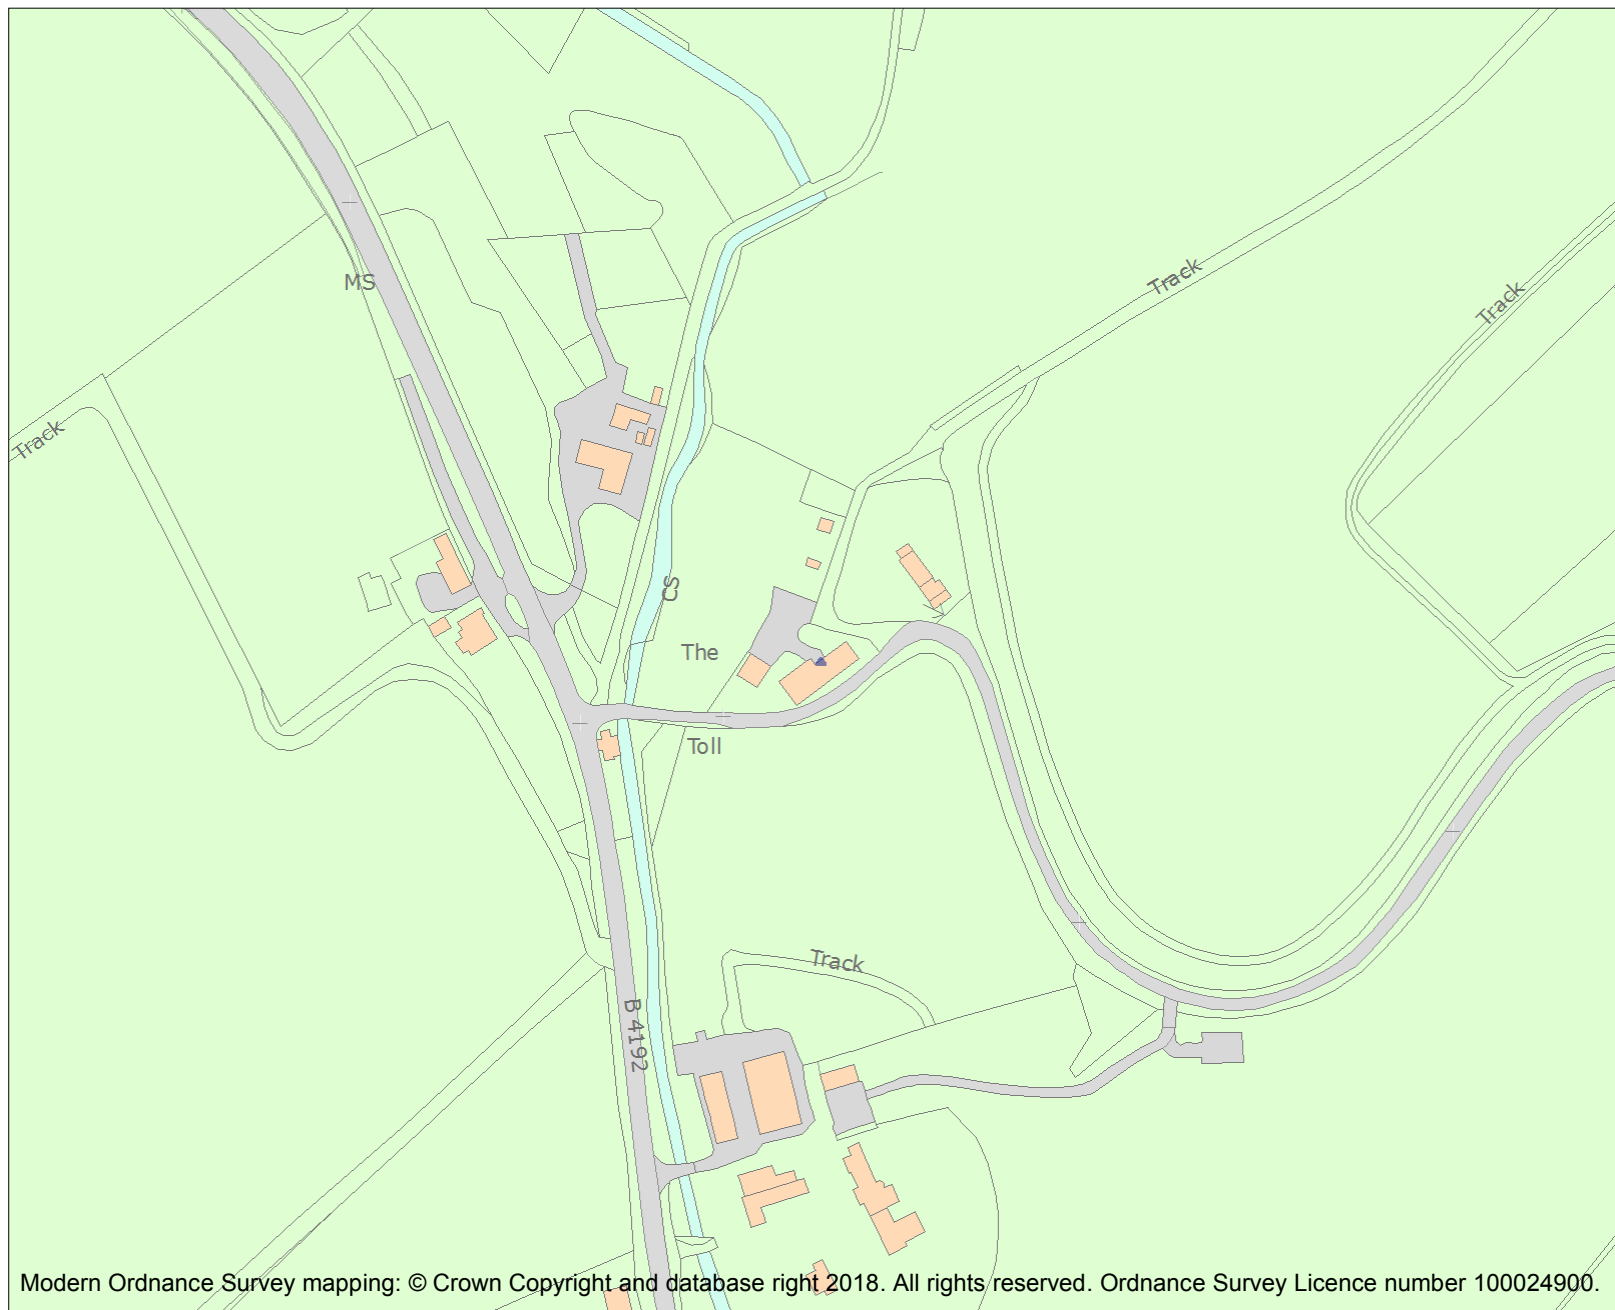 MS
Track
Track
Track
CS
The
Toll
Track
B 4192
Modern Ordnance Survey mapping: © Crown Copyright and database right 2018. All rights reserved. Ordnance Survey Licence number 100024900.